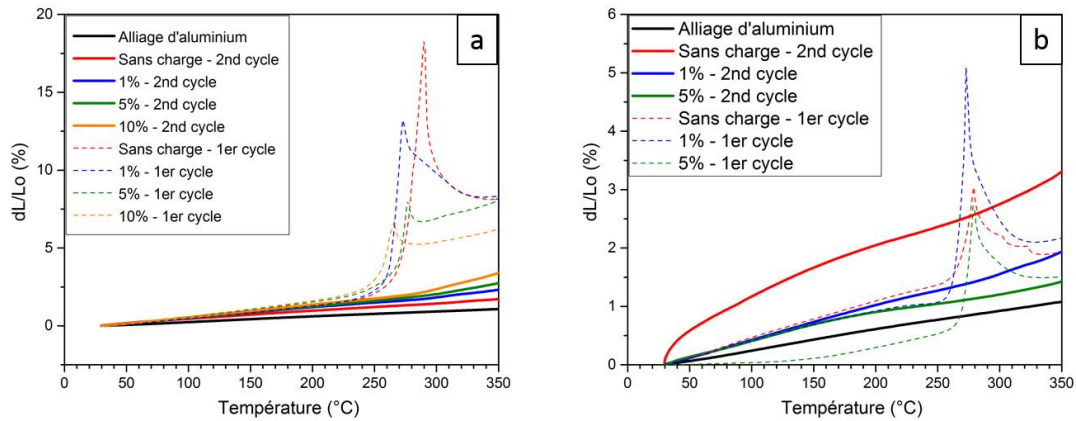 a
Alliage d'aluminium
Sans charge - 2nd cycle
1% - 2nd cycle
5% - 2nd cycle
10% - 2nd cycle
Sans charge - 1er cycle
1% - 1er cycle
5% - 1er cycle
10% - 1er cycle
dL/Lo (%)
20
15
10
5
0
0 50 100 150 200 250 300 350
Température (°C)
b
Alliage d'aluminium
Sans charge - 2nd cycle
1% - 2nd cycle
5% - 2nd cycle
Sans charge - 1er cycle
1% - 1er cycle
5% - 1er cycle
dL/Lo (%)
6
5
4
3
2
1
0
0 50 100 150 200 250 300 350
Température (°C)